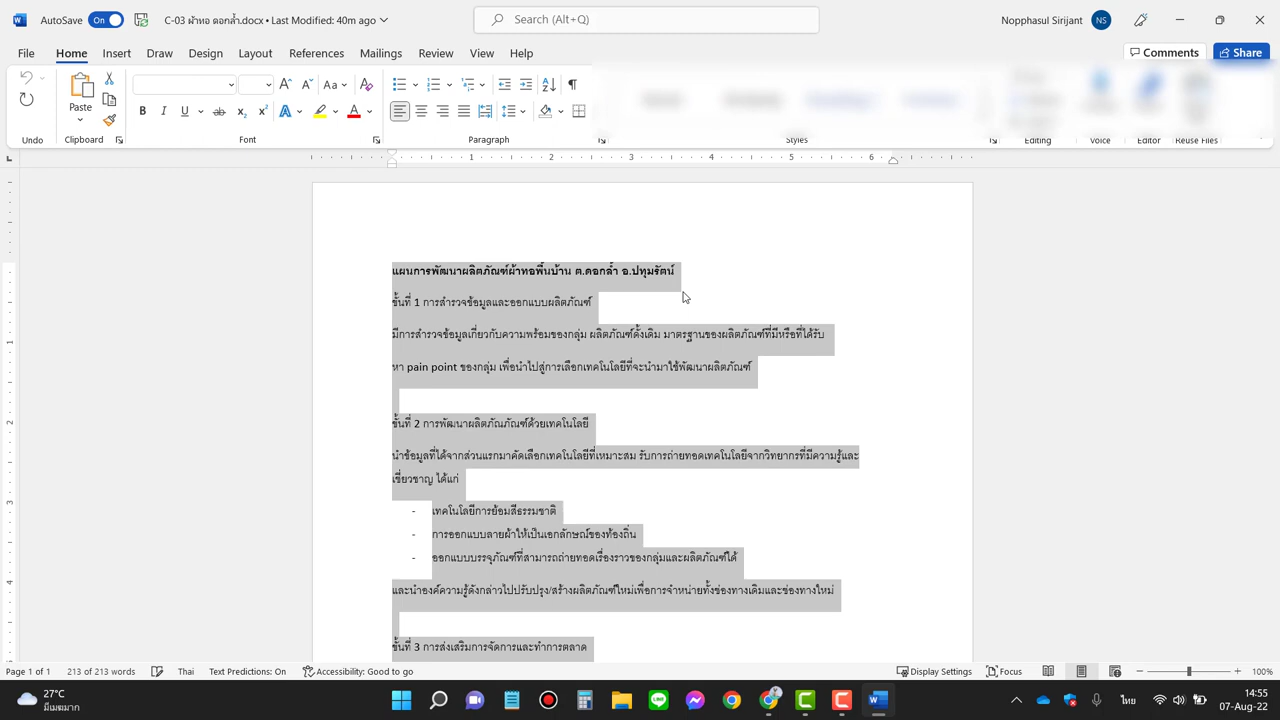 AutoSave On C-03 ผ้าทอ ดอกล้ำ.docx • Last Modified: 40m ago Search (Alt+Q) Nopphasul Sirijant NS
File Home Insert Draw Design Layout References Mailings Review View Help Comments Share
Paste
Aa
B I U ab x₂ x² A A
Undo Clipboard Font Paragraph Styles Editing Voice Editor Reuse Files
1 2 3 4 5 6
แผนการพัฒนาผลิตภัณฑ์ผ้าทอพื้นบ้าน ต.ดอกล้ำ อ.ปทุมรัตน์
ขั้นที่ 1 การสำรวจข้อมูลและออกแบบผลิตภัณฑ์
มีการสำรวจข้อมูลเกี่ยวกับความพร้อมของกลุ่ม ผลิตภัณฑ์ดั้งเดิม มาตรฐานของผลิตภัณฑ์ที่มีหรือที่ได้รับ
หา pain point ของกลุ่ม เพื่อนำไปสู่การเลือกเทคโนโลยีที่จะนำมาใช้พัฒนาผลิตภัณฑ์
ขั้นที่ 2 การพัฒนาผลิตภัณภัณฑ์ด้วยเทคโนโลยี
นำข้อมูลที่ได้จากส่วนแรกมาคัดเลือกเทคโนโลยีที่เหมาะสม รับการถ่ายทอดเทคโนโลยีจากวิทยากรที่มีความรู้และ
เชี่ยวชาญ ได้แก่
- เทคโนโลยีการย้อมสีธรรมชาติ
- การออกแบบลายผ้าให้เป็นเอกลักษณ์ของท้องถิ่น
- ออกแบบบรรจุภัณฑ์ที่สามารถถ่ายทอดเรื่องราวของกลุ่มและผลิตภัณฑ์ได้
และนำองค์ความรู้ดังกล่าวไปปรับปรุง/สร้างผลิตภัณฑ์ใหม่เพื่อการจำหน่ายทั้งช่องทางเดิมและช่องทางใหม่
ขั้นที่ 3 การส่งเสริมการจัดการและทำการตลาด
Page 1 of 1 213 of 213 words Thai Text Predictions: On Accessibility: Good to go Display Settings Focus 100%
27°C
มีเมฆมาก
ไทย
14:55
07-Aug-22